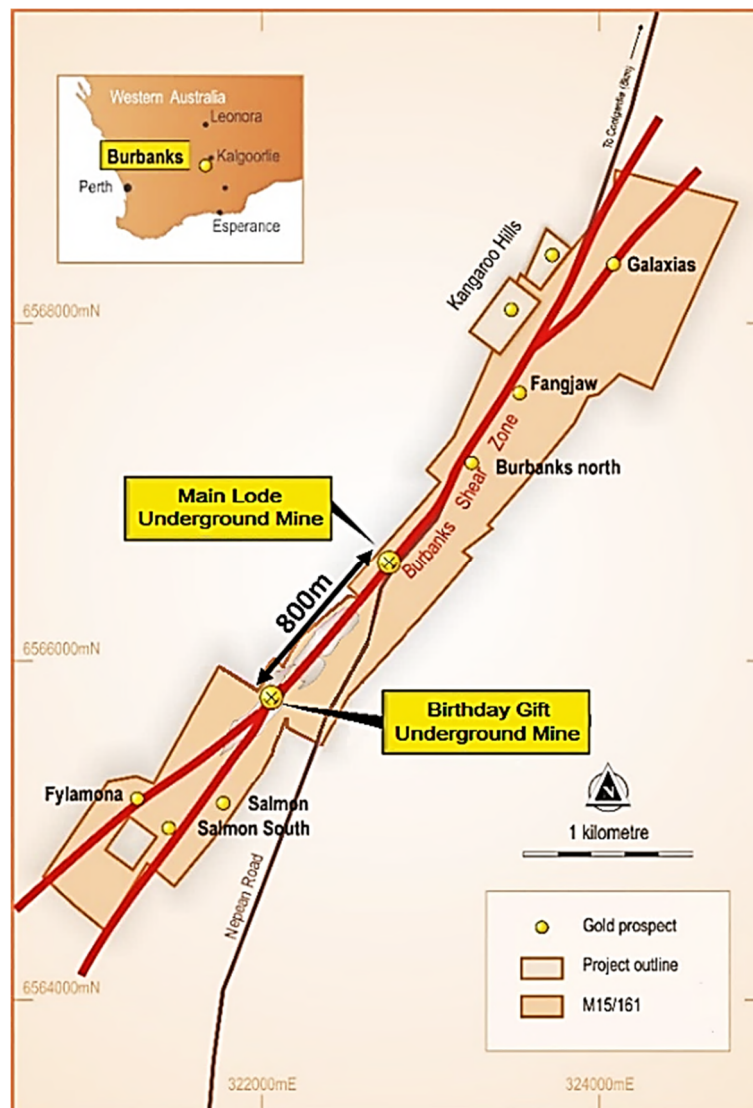 Western Australia
Leonora
Burbanks
Kalgoorlie
Perth
Esperance
To Coolgardie (8km)
Kangaroo Hills
Galaxias
6568000mN
Fangjaw
Burbanks north
Burbanks Shear Zone
Main Lode
Underground Mine
800m
6566000mN
Birthday Gift
Underground Mine
Fylamona
Salmon
Salmon South
N
1 kilometre
Nepean Road
Gold prospect
Project outline
M15/161
6564000mN
322000mE
324000mE